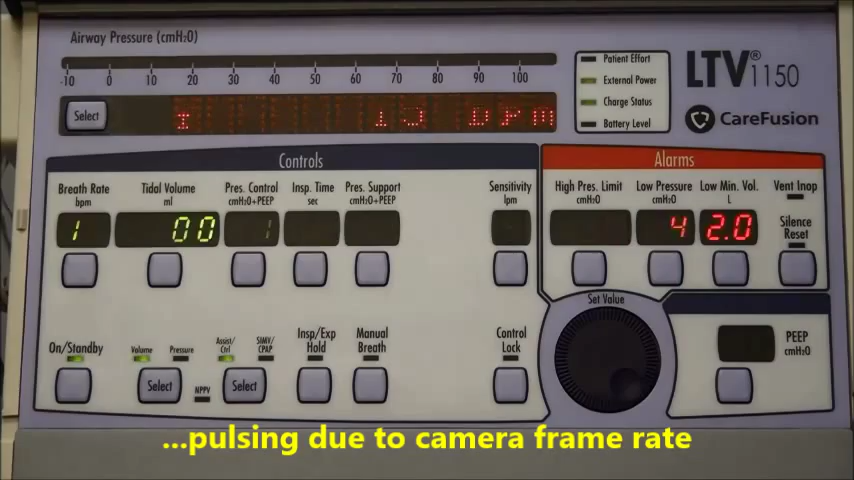 Airway Pressure (cmH₂O)
-10 0 10 20 30 40 50 60 70 80 90 100
Patient Effort
External Power
Charge Status
Battery Level
LTV® 1150
CareFusion
Select
Controls
Alarms
Breath Rate
bpm
Tidal Volume
ml
Pres. Control
cmH₂O+PEEP
Insp. Time
sec
Pres. Support
cmH₂O+PEEP
Sensitivity
lpm
High Pres. Limit
cmH₂O
Low Pressure
cmH₂O
Low Min. Vol.
L
Vent Inop
1 00 1 4 2.0
Silence
Reset
Set Value
On/Standby
Volume
Pressure
Assist/
Ctrl
SIMV/
CPAP
Insp/Exp
Hold
Manual
Breath
Control
Lock
PEEP
cmH₂O
Select
NPPV
Select
...pulsing due to camera frame rate